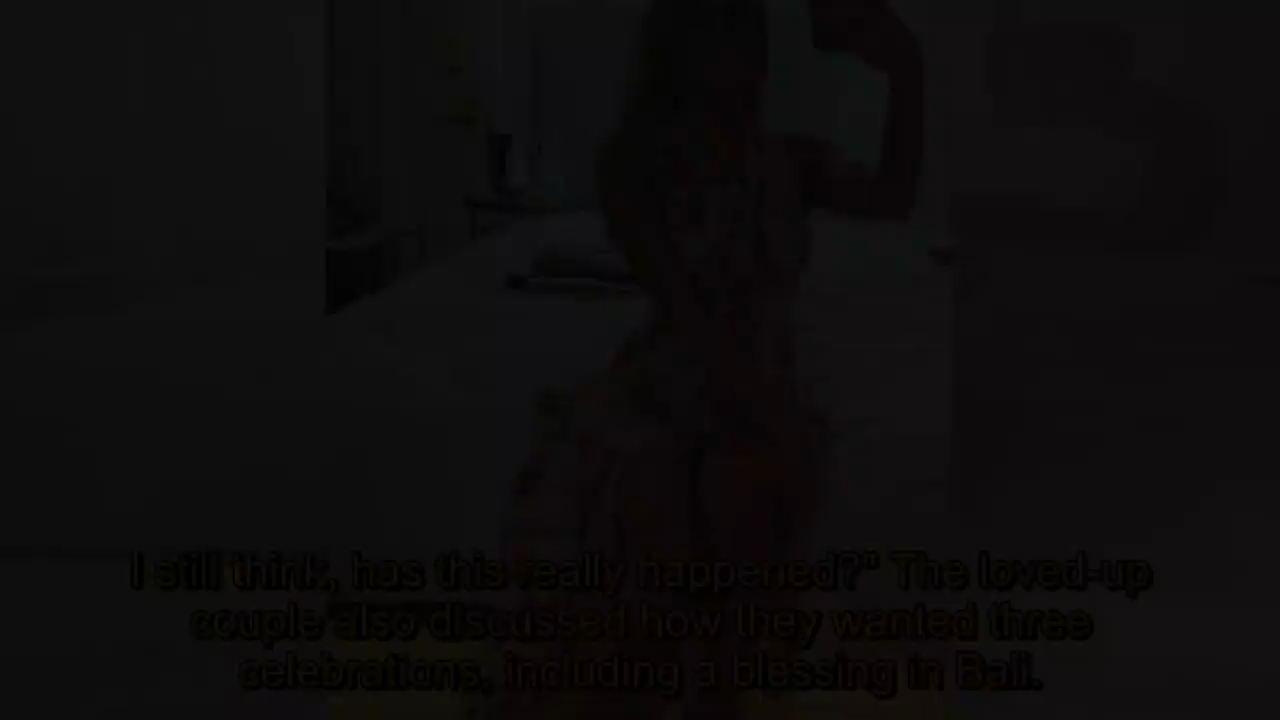 I still think, has this really happened?" The loved-up
couple also discussed how they wanted three
celebrations, including a blessing in Bali.